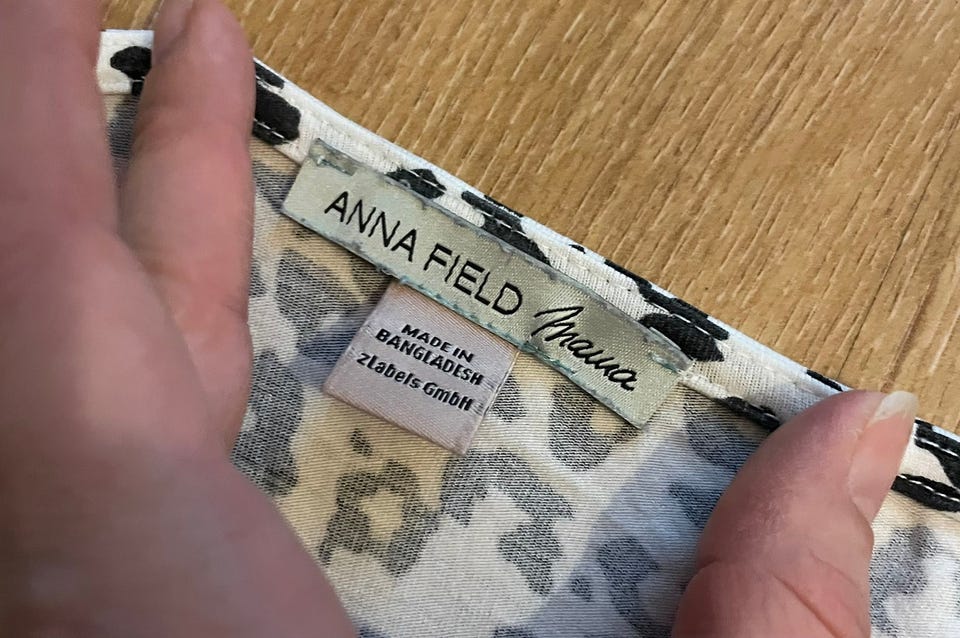 ANNA FIELD Mama
MADE IN
BANGLADESH
zLabels GmbH